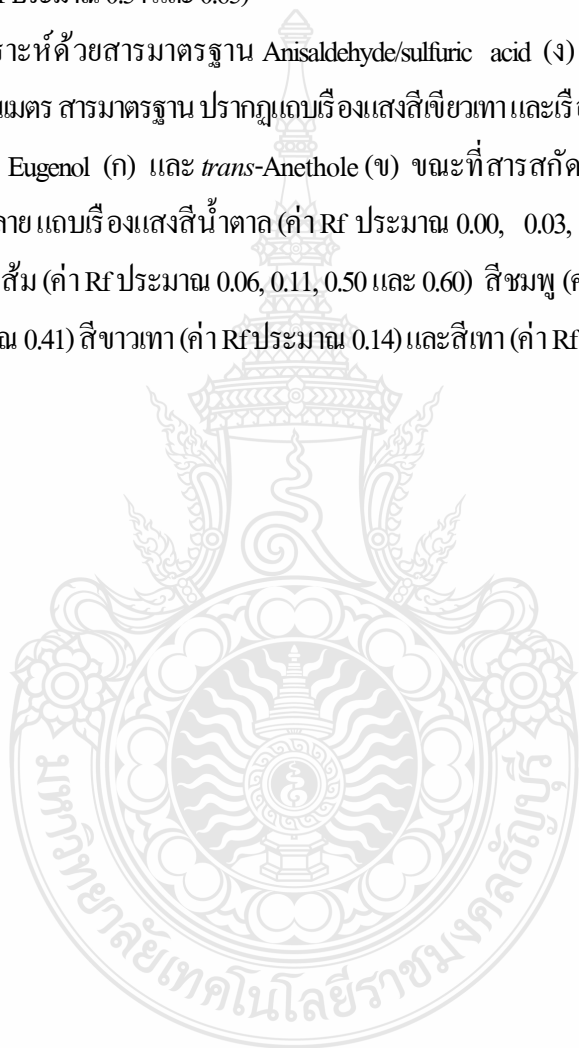 ประมาณ 0.54 และ 0.65)
ราะห์ด้วยสารมาตรฐาน Anisaldehyde/sulfuric acid (ง)
นเมตร สารมาตรฐาน ปรากฏแถบเรืองแสงสีเขียวเทา และเรือ
Eugenol (ก) และ trans-Anethole (ข) ขณะที่สารสกัด
ลาย แถบเรืองแสงสีน้ำตาล (ค่า Rf ประมาณ 0.00, 0.03,
ส้ม (ค่า Rf ประมาณ 0.06, 0.11, 0.50 และ 0.60) สีชมพู (ค
ณ 0.41) สีขาวเทา (ค่า Rf ประมาณ 0.14) และสีเทา (ค่า Rf
มหาวิทยาลัยเทคโนโลยีราชมงคลธัญบุรี